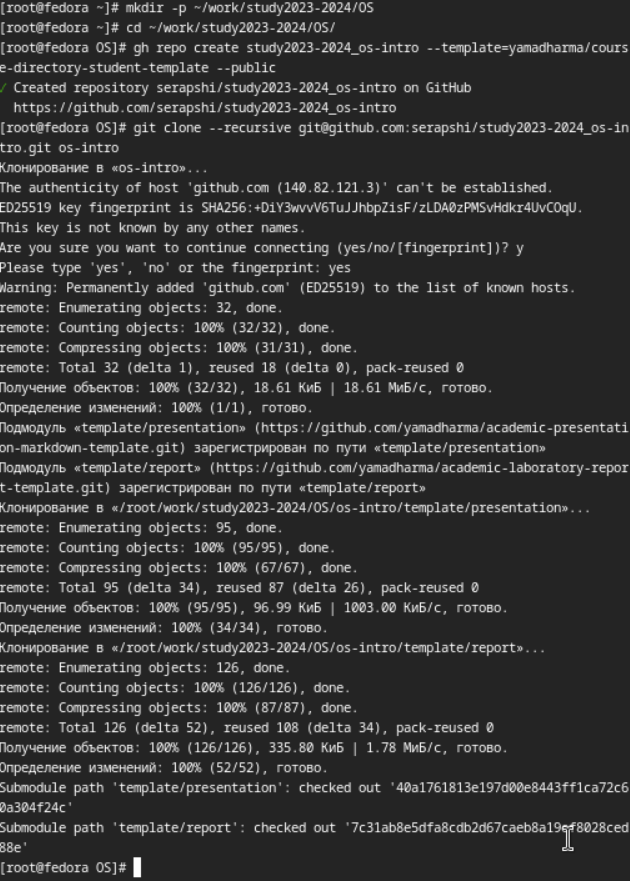 [root@fedora ~]# mkdir -p ~/work/study2023-2024/OS
[root@fedora ~]# cd ~/work/study2023-2024/OS/
[root@fedora OS]# gh repo create study2023-2024_os-intro --template=yamadharma/cours
e-directory-student-template --public
✓ Created repository serapshi/study2023-2024_os-intro on GitHub
  https://github.com/serapshi/study2023-2024_os-intro
[root@fedora OS]# git clone --recursive git@github.com:serapshi/study2023-2024_os-in
tro.git os-intro
Клонирование в «os-intro»...
The authenticity of host 'github.com (140.82.121.3)' can't be established.
ED25519 key fingerprint is SHA256:+DiY3wvvV6TuJJhbpZisF/zLDA0zPMSvHdkr4UvCOqU.
This key is not known by any other names.
Are you sure you want to continue connecting (yes/no/[fingerprint])? y
Please type 'yes', 'no' or the fingerprint: yes
Warning: Permanently added 'github.com' (ED25519) to the list of known hosts.
remote: Enumerating objects: 32, done.
remote: Counting objects: 100% (32/32), done.
remote: Compressing objects: 100% (31/31), done.
remote: Total 32 (delta 1), reused 18 (delta 0), pack-reused 0
Получение объектов: 100% (32/32), 18.61 КиБ | 18.61 МиБ/с, готово.
Определение изменений: 100% (1/1), готово.
Подмодуль «template/presentation» (https://github.com/yamadharma/academic-presentati
on-markdown-template.git) зарегистрирован по пути «template/presentation»
Подмодуль «template/report» (https://github.com/yamadharma/academic-laboratory-repor
t-template.git) зарегистрирован по пути «template/report»
Клонирование в «/root/work/study2023-2024/OS/os-intro/template/presentation»...
remote: Enumerating objects: 95, done.
remote: Counting objects: 100% (95/95), done.
remote: Compressing objects: 100% (67/67), done.
remote: Total 95 (delta 34), reused 87 (delta 26), pack-reused 0
Получение объектов: 100% (95/95), 96.99 КиБ | 1003.00 КиБ/с, готово.
Определение изменений: 100% (34/34), готово.
Клонирование в «/root/work/study2023-2024/OS/os-intro/template/report»...
remote: Enumerating objects: 126, done.
remote: Counting objects: 100% (126/126), done.
remote: Compressing objects: 100% (87/87), done.
remote: Total 126 (delta 52), reused 108 (delta 34), pack-reused 0
Получение объектов: 100% (126/126), 335.80 КиБ | 1.78 МиБ/с, готово.
Определение изменений: 100% (52/52), готово.
Submodule path 'template/presentation': checked out '40a1761813e197d00e8443ff1ca72c6
0a304f24c'
Submodule path 'template/report': checked out '7c31ab8e5dfa8cdb2d67caeb8a19ef8028ced
88e'
[root@fedora OS]#